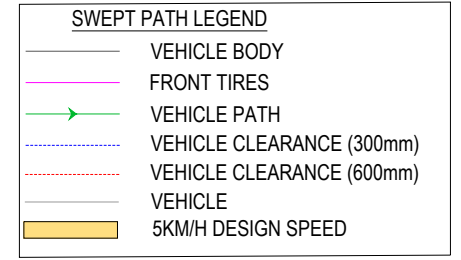 SWEPT PATH LEGEND
VEHICLE BODY
FRONT TIRES
VEHICLE PATH
VEHICLE CLEARANCE (300mm)
VEHICLE CLEARANCE (600mm)
VEHICLE
5KM/H DESIGN SPEED